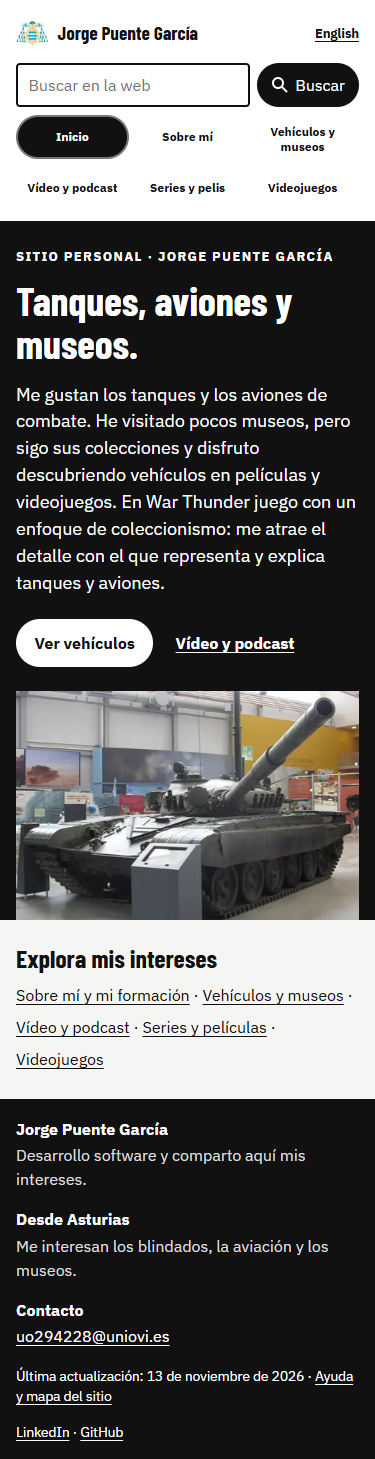 Jorge Puente García
English
Buscar en la web
Buscar
Inicio
Sobre mí
Vehículos y
museos
Vídeo y podcast
Series y pelis
Videojuegos
SITIO PERSONAL · JORGE PUENTE GARCÍA
Tanques, aviones y
museos.
Me gustan los tanques y los aviones de
combate. He visitado pocos museos, pero
sigo sus colecciones y disfruto
descubriendo vehículos en películas y
videojuegos. En War Thunder juego con un
enfoque de coleccionismo: me atrae el
detalle con el que representa y explica
tanques y aviones.
Ver vehículos
Vídeo y podcast
Explora mis intereses
Sobre mí y mi formación · Vehículos y museos ·
Vídeo y podcast · Series y películas ·
Videojuegos
Jorge Puente García
Desarrollo software y comparto aquí mis
intereses.
Desde Asturias
Me interesan los blindados, la aviación y los
museos.
Contacto
uo294228@uniovi.es
Última actualización: 13 de noviembre de 2026 · Ayuda
y mapa del sitio
LinkedIn · GitHub